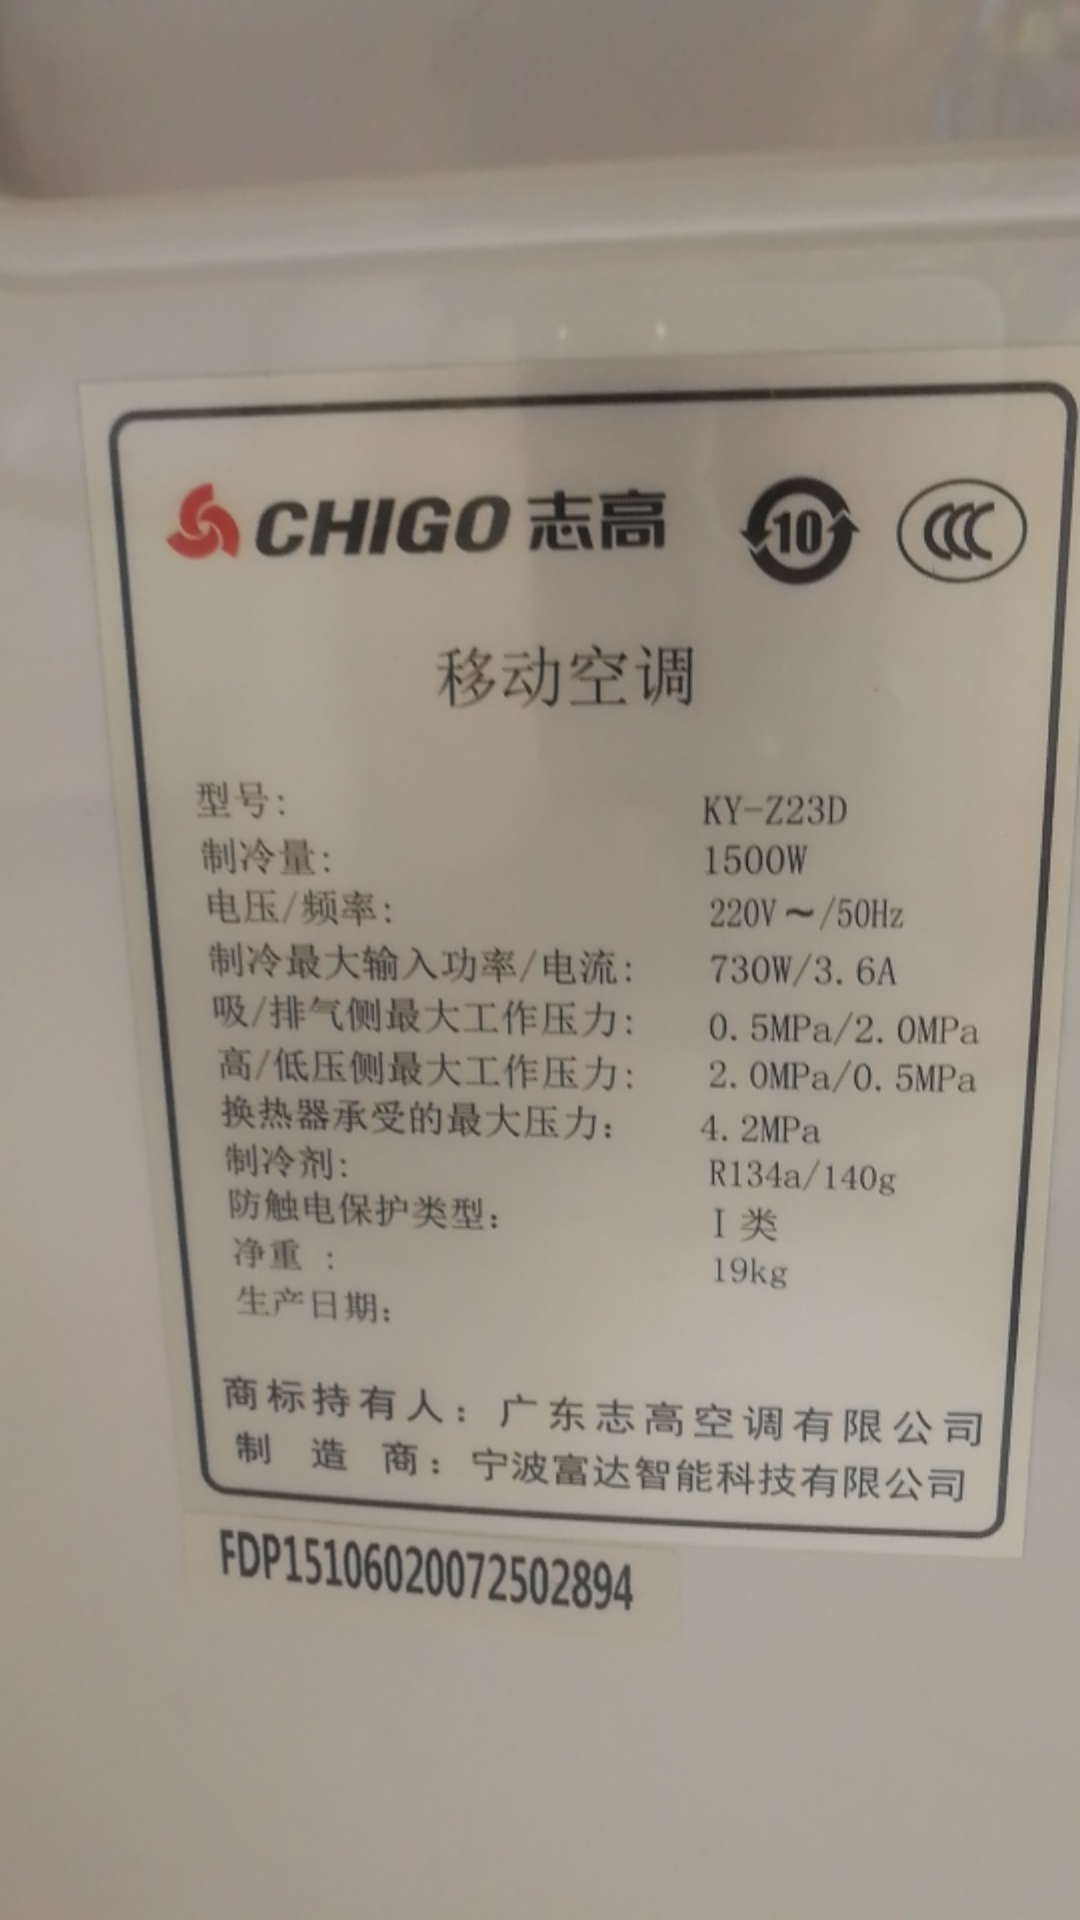 CHIGO 志高 10 CCC
移动空调
型号: KY-Z23D
制冷量: 1500W
电压/频率: 220V～/50Hz
制冷最大输入功率/电流: 730W/3.6A
吸/排气侧最大工作压力: 0.5MPa/2.0MPa
高/低压侧最大工作压力: 2.0MPa/0.5MPa
换热器承受的最大压力: 4.2MPa
制冷剂: R134a/140g
防触电保护类型: I 类
净重 : 19kg
生产日期:
商标持有人: 广东志高空调有限公司
制 造 商: 宁波富达智能科技有限公司
FDP15106020072502894